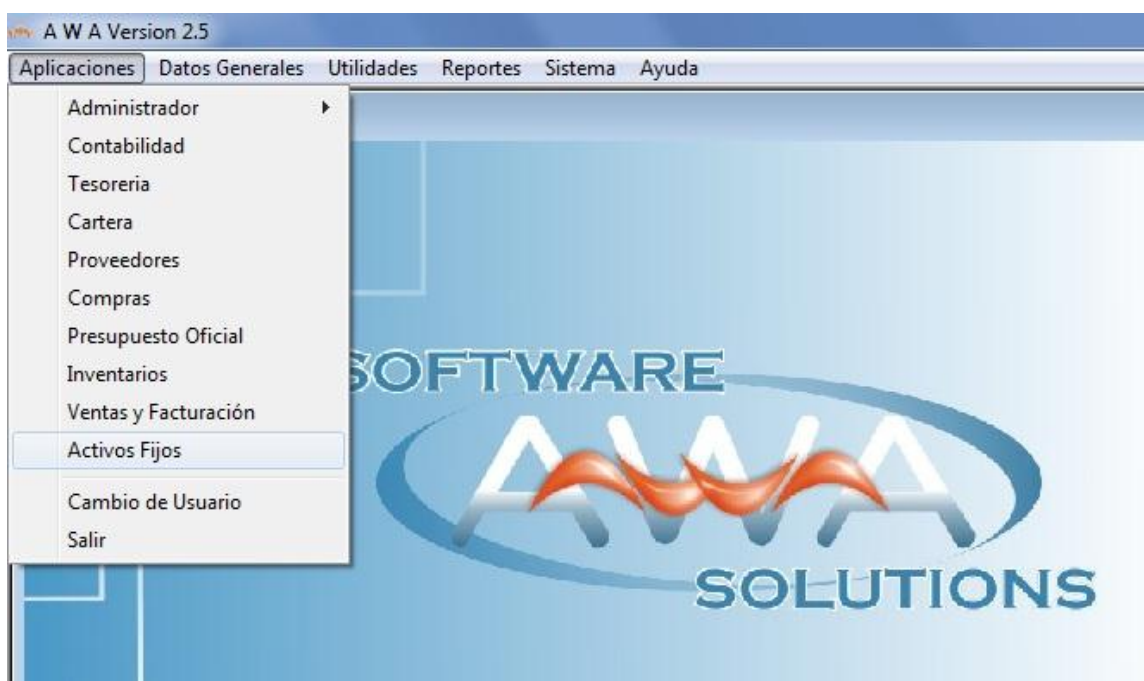 A W A Version 2.5
Aplicaciones Datos Generales Utilidades Reportes Sistema Ayuda
Administrador
Contabilidad
Tesoreria
Cartera
Proveedores
Compras
Presupuesto Oficial
Inventarios
Ventas y Facturación
Activos Fijos
Cambio de Usuario
Salir
SOFTWARE
AWA
SOLUTIONS